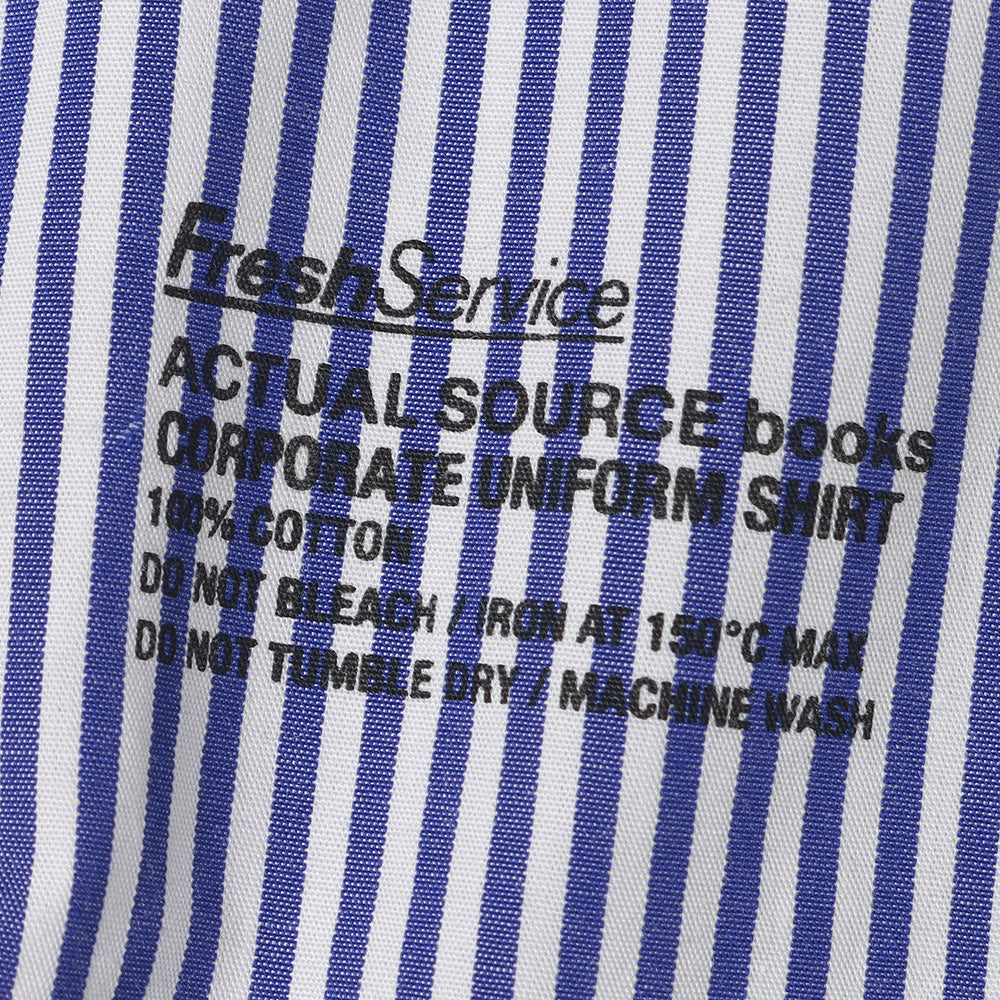 FreshService
ACTUAL SOURCE books
CORPORATE UNIFORM SHIRT
100% COTTON
DO NOT BLEACH / IRON AT 150°C MAX
DO NOT TUMBLE DRY / MACHINE WASH